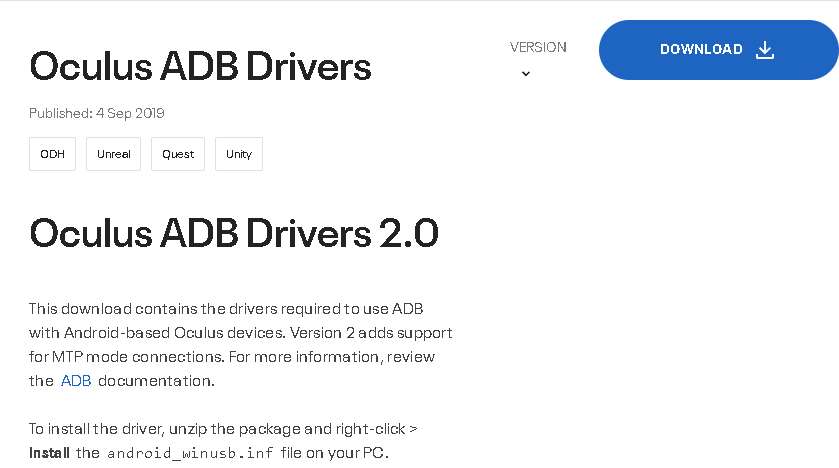 Oculus ADB Drivers
VERSION
DOWNLOAD
Published: 4 Sep 2019
ODH
Unreal
Quest
Unity
Oculus ADB Drivers 2.0
This download contains the drivers required to use ADB
with Android-based Oculus devices. Version 2 adds support
for MTP mode connections. For more information, review
the ADB documentation.
To install the driver, unzip the package and right-click >
Install the android_winusb.inf file on your PC.